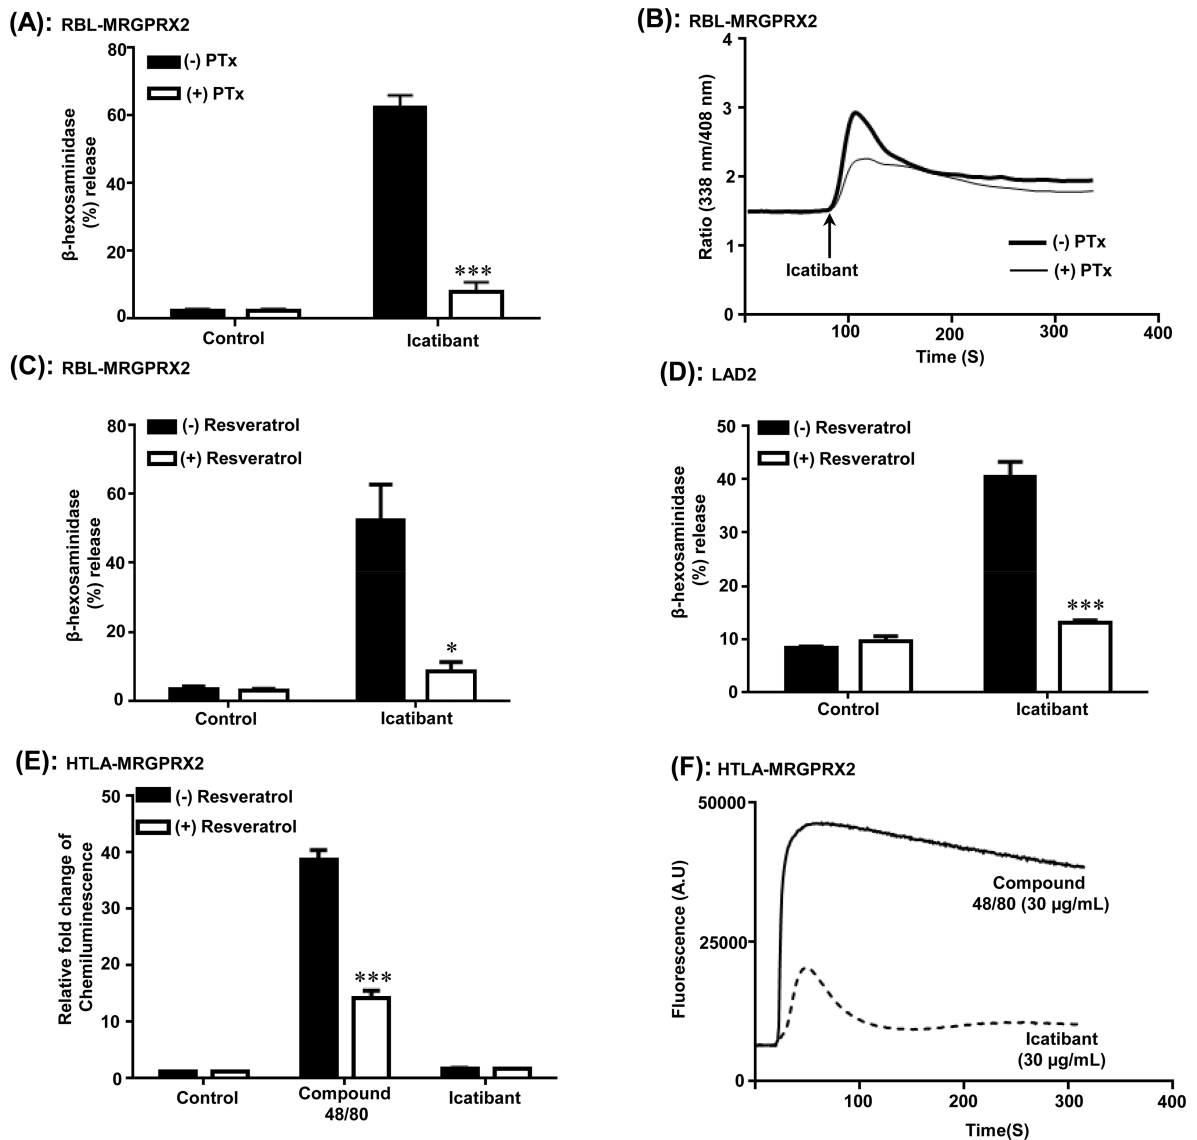 (A): RBL-MRGPRX2
80
60
40
20
0
β-hexosaminidase
(%) release
(-) PTx
(+) PTx
***
Control
Icatibant
(B): RBL-MRGPRX2
4
3
2
1
0
Ratio (338 nm/408 nm)
Icatibant
(-) PTx
(+) PTx
100
200
300
400
Time (S)
(C): RBL-MRGPRX2
80
60
40
20
0
β-hexosaminidase
(%) release
(-) Resveratrol
(+) Resveratrol
*
Control
Icatibant
(D): LAD2
50
40
30
20
10
0
β-hexosaminidase
(%) release
(-) Resveratrol
(+) Resveratrol
***
Control
Icatibant
(E): HTLA-MRGPRX2
50
40
30
20
10
0
Relative fold change of
Chemiluminescence
(-) Resveratrol
(+) Resveratrol
***
Control
Compound
48/80
Icatibant
(F): HTLA-MRGPRX2
50000
25000
0
Fluorescence (A.U)
Compound
48/80 (30 µg/mL)
Icatibant
(30 µg/mL)
100
200
300
400
Time(S)